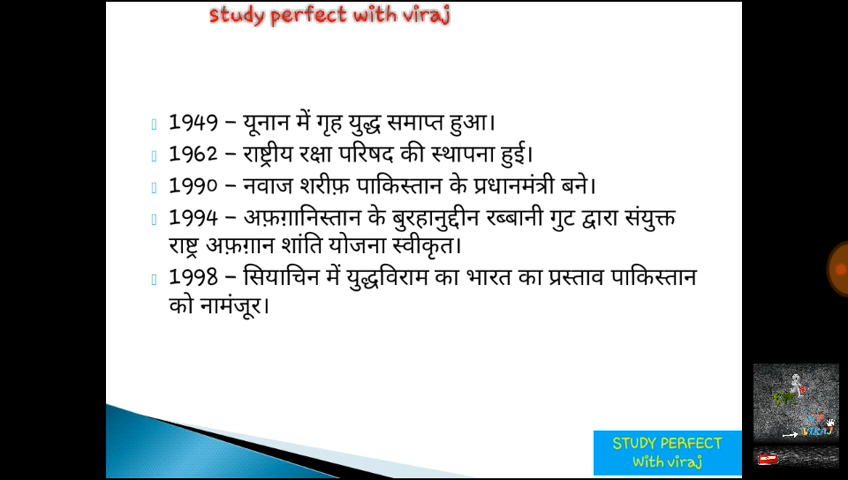 study perfect with viraj
1949 – यूनान में गृह युद्ध समाप्त हुआ।
1962 – राष्ट्रीय रक्षा परिषद की स्थापना हुई।
1990 – नवाज शरीफ़ पाकिस्तान के प्रधानमंत्री बने।
1994 – अफ़ग़ानिस्तान के बुरहानुद्दीन रब्बानी गुट द्वारा संयुक्त
राष्ट्र अफ़ग़ान शांति योजना स्वीकृत।
1998 – सियाचिन में युद्धविराम का भारत का प्रस्ताव पाकिस्तान
को नामंजूर।
STUDY PERFECT
With viraj
VIRAJ